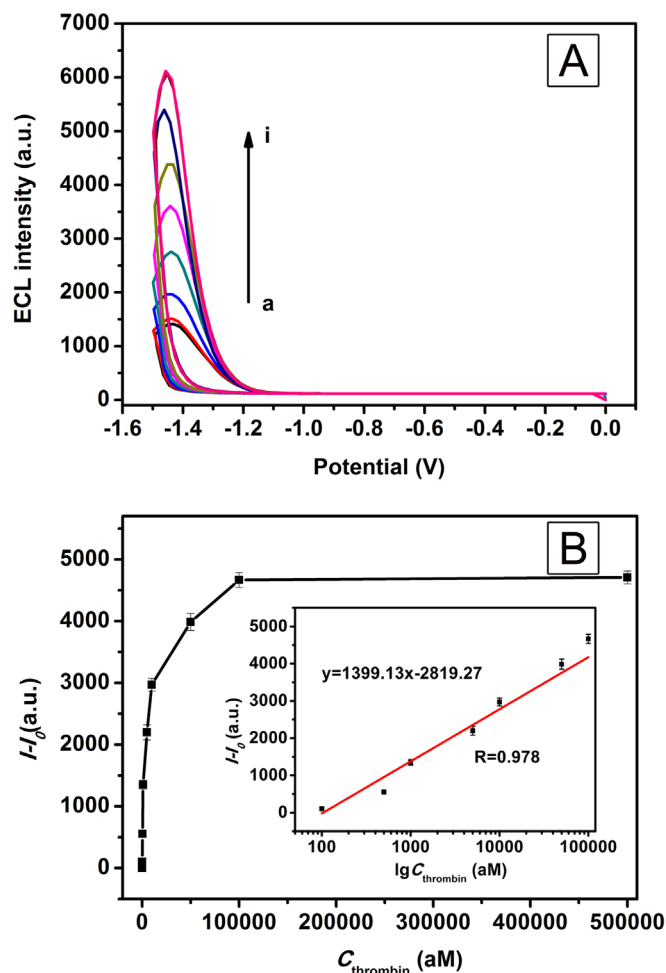 A
7000
6000
5000
4000
3000
2000
1000
0
ECL intensity (a.u.)
i
a
-1.6 -1.4 -1.2 -1.0 -0.8 -0.6 -0.4 -0.2 0.0
Potential (V)
B
5000
4000
3000
2000
1000
0
I-I0(a.u.)
5000
4000
3000
2000
1000
0
I-I0 (a.u.)
y=1399.13x-2819.27
R=0.978
100 1000 10000 100000
lgCthrombin (aM)
0 100000 200000 300000 400000 500000
Cthrombin (aM)